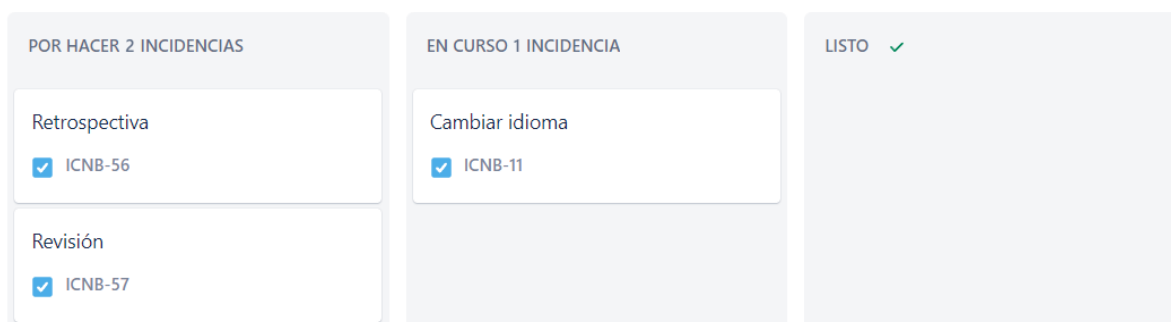 POR HACER 2 INCIDENCIAS
Retrospectiva
ICNB-56
Revisión
ICNB-57
EN CURSO 1 INCIDENCIA
Cambiar idioma
ICNB-11
LISTO